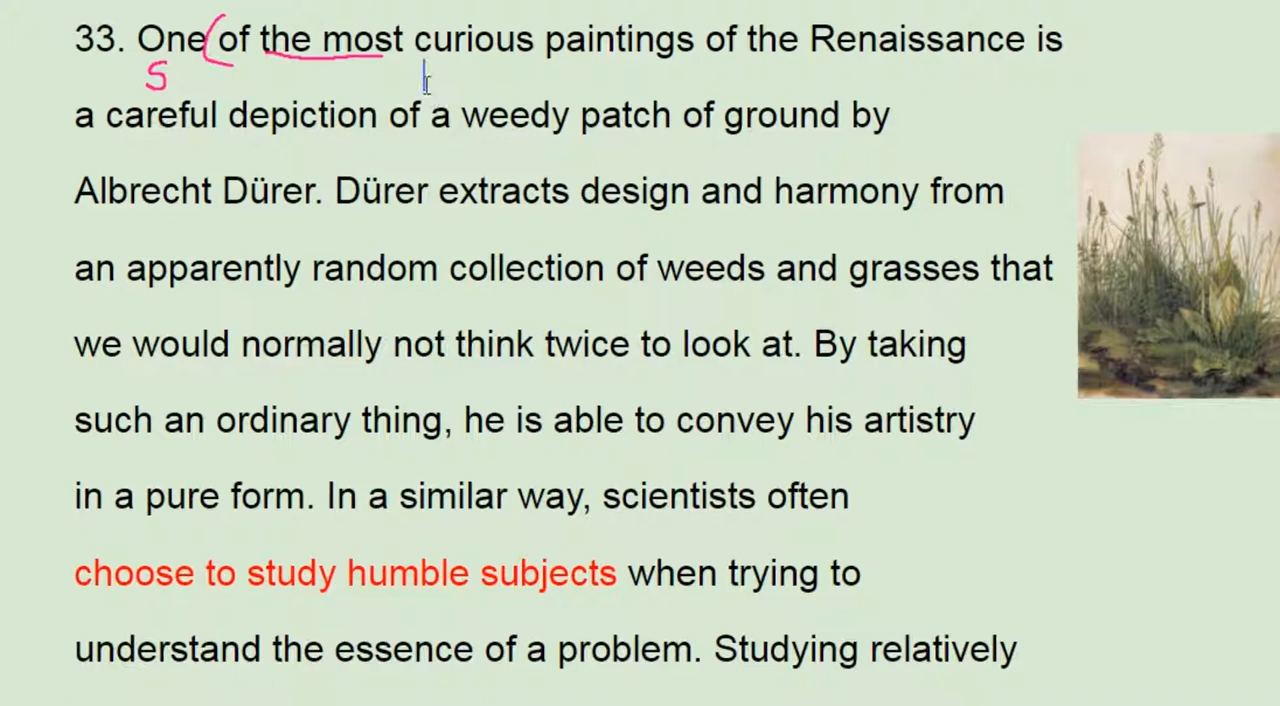 33. One of the most curious paintings of the Renaissance is
S
a careful depiction of a weedy patch of ground by
Albrecht Dürer. Dürer extracts design and harmony from
an apparently random collection of weeds and grasses that
we would normally not think twice to look at. By taking
such an ordinary thing, he is able to convey his artistry
in a pure form. In a similar way, scientists often
choose to study humble subjects when trying to
understand the essence of a problem. Studying relatively